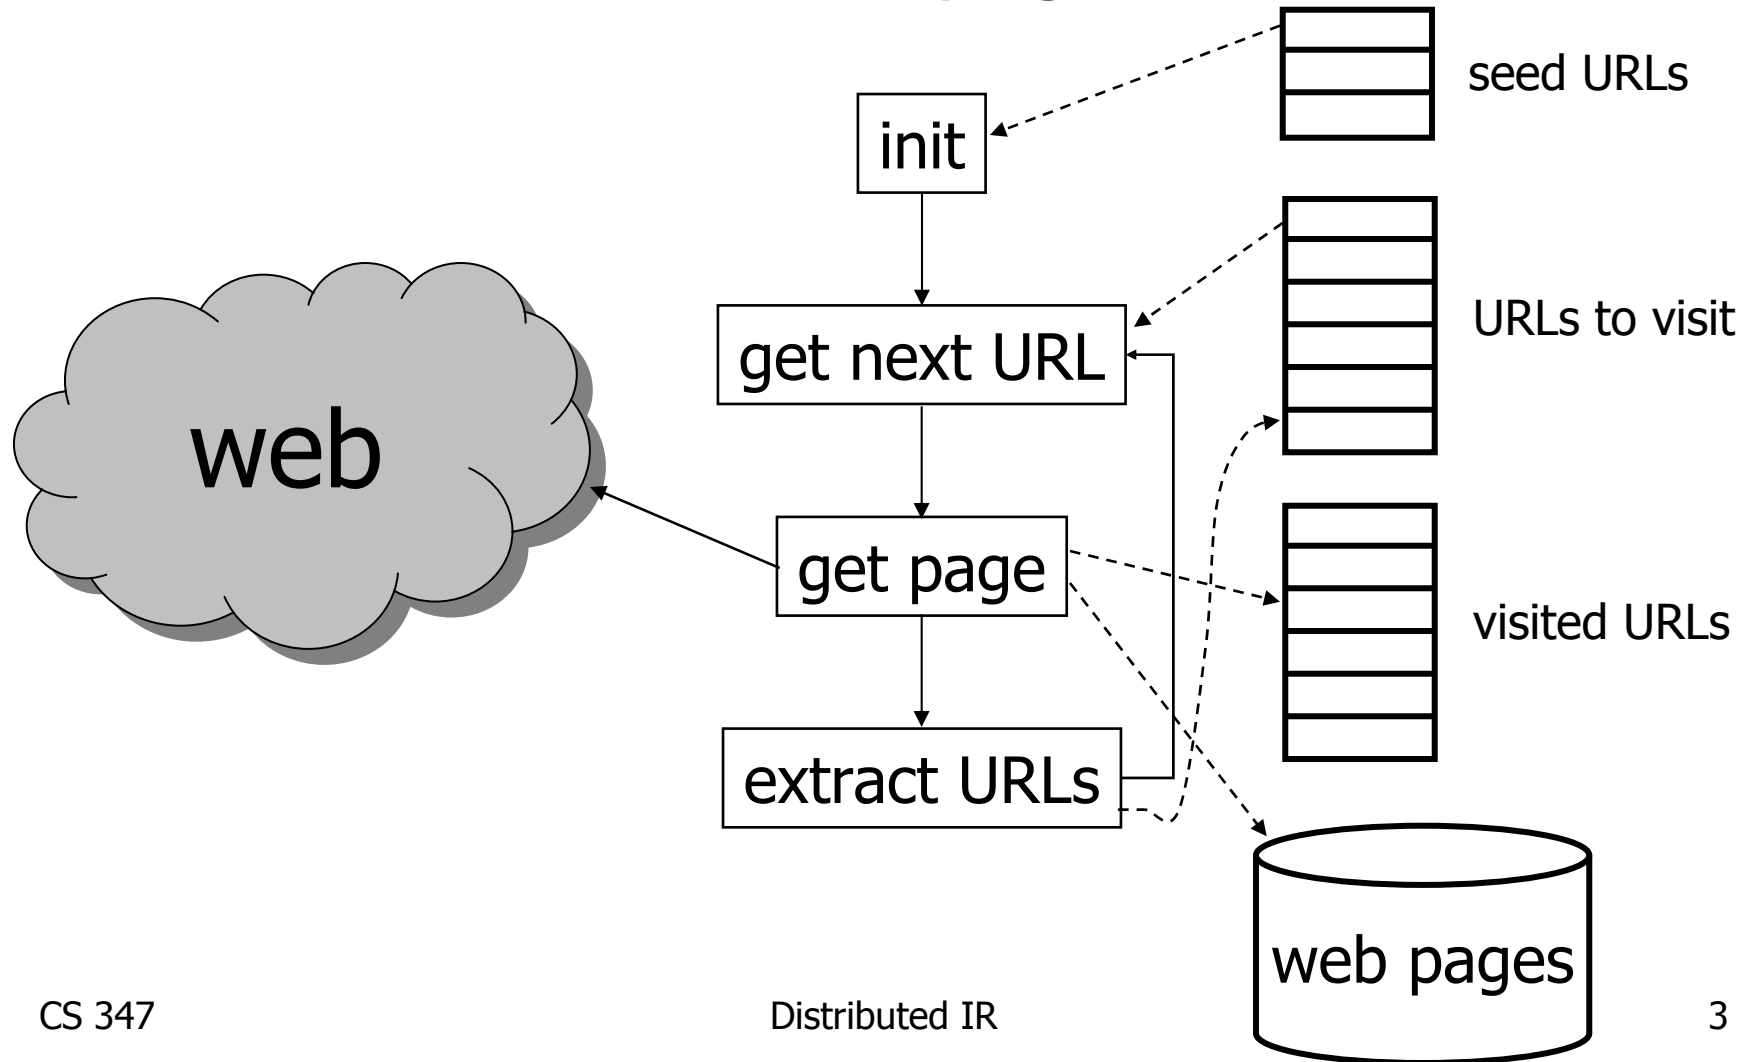 seed URLs
init
URLs to visit
get next URL
web
get page
visited URLs
extract URLs
web pages
CS 347
Distributed IR
3